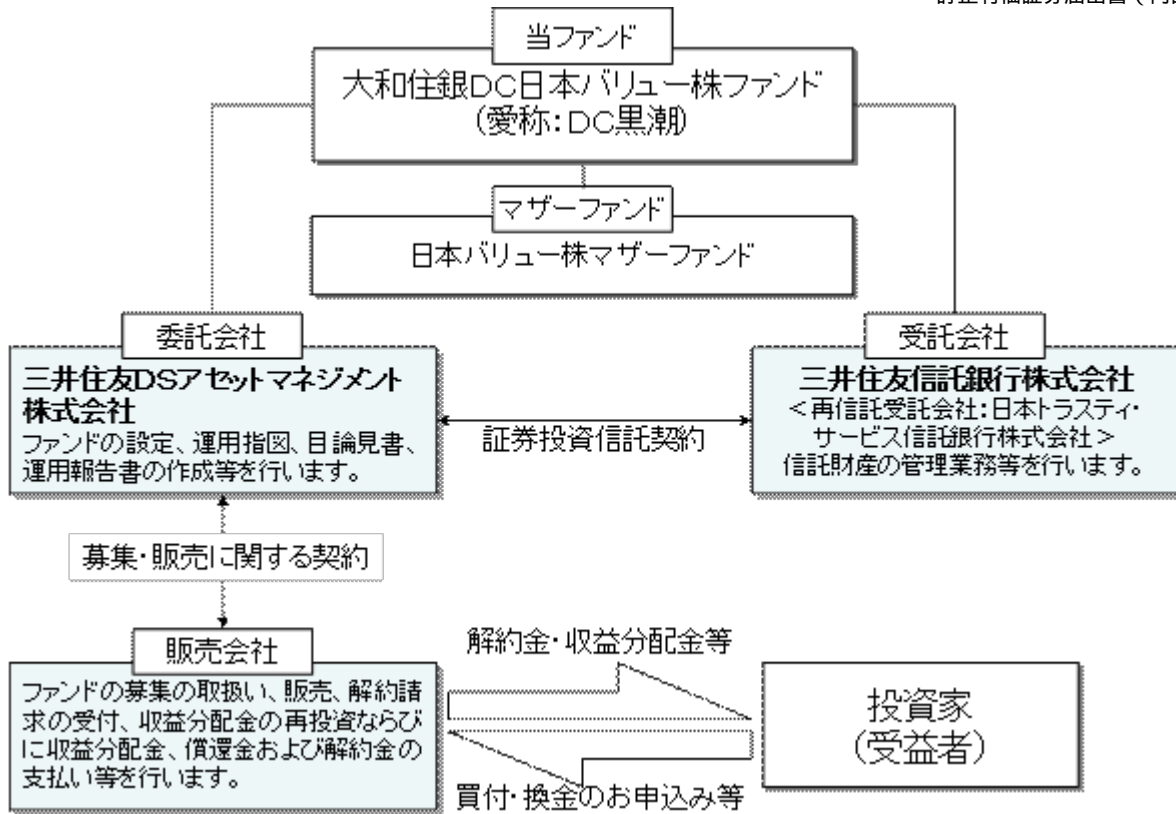 当ファンド
大和住銀DC日本バリュー株ファンド
(愛称:DC黒潮)
マザーファンド
日本バリュー株マザーファンド
委託会社
三井住友DSアセットマネジメント
株式会社
ファンドの設定、運用指図、目論見書、
運用報告書の作成等を行います。
証券投資信託契約
受託会社
三井住友信託銀行株式会社
<再信託受託会社:日本トラスティ・
サービス信託銀行株式会社>
信託財産の管理業務等を行います。
募集・販売に関する契約
販売会社
ファンドの募集の取扱い、販売、解約請
求の受付、収益分配金の再投資ならび
に収益分配金、償還金および解約金の
支払い等を行います。
解約金・収益分配金等
買付・換金のお申込み等
投資家
(受益者)